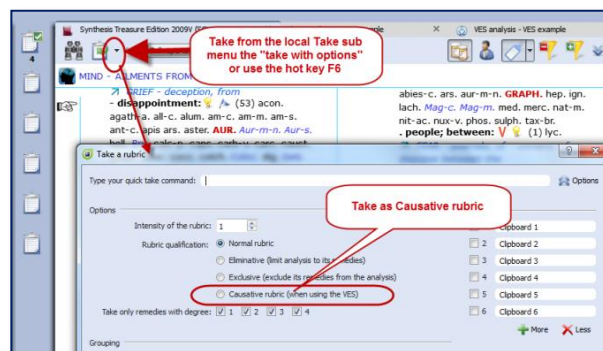 Synthesis Treasure Edition 2009V
VES analysis - VES example
Take from the local Take sub
menu the "take with options"
or use the hot key F6
4
MIND - AILMENTS FROM
GRIEF - deception, from
- disappointment: (53) acon.
agath-a. all-c. alum. am-c. am-m. am-s.
ant-c. apis ars. aster. AUR. Aur-m-n. Aur-s.
abies-c. ars. aur-m-n. GRAPH. hep. ign.
lach. Mag-c. Mag-m. med. merc. nat-m.
nit-ac. nux-v. phos. sulph. tax-br.
. people; between: (1) lyc.
Take a rubric
Type your quick take command:
Options
Options
Take as Causative rubric
Intensity of the rubric: 1
Clipboard 1
Rubric qualification: Normal rubric
2 Clipboard 2
Eliminative (limit analysis to its remedies)
3 Clipboard 3
Exclusive (exclude its remedies from the analysis)
4 Clipboard 4
Causative rubric (when using the VES)
5 Clipboard 5
Take only remedies with degree: 1 2 3 4
6 Clipboard 6
More Less
Grouping